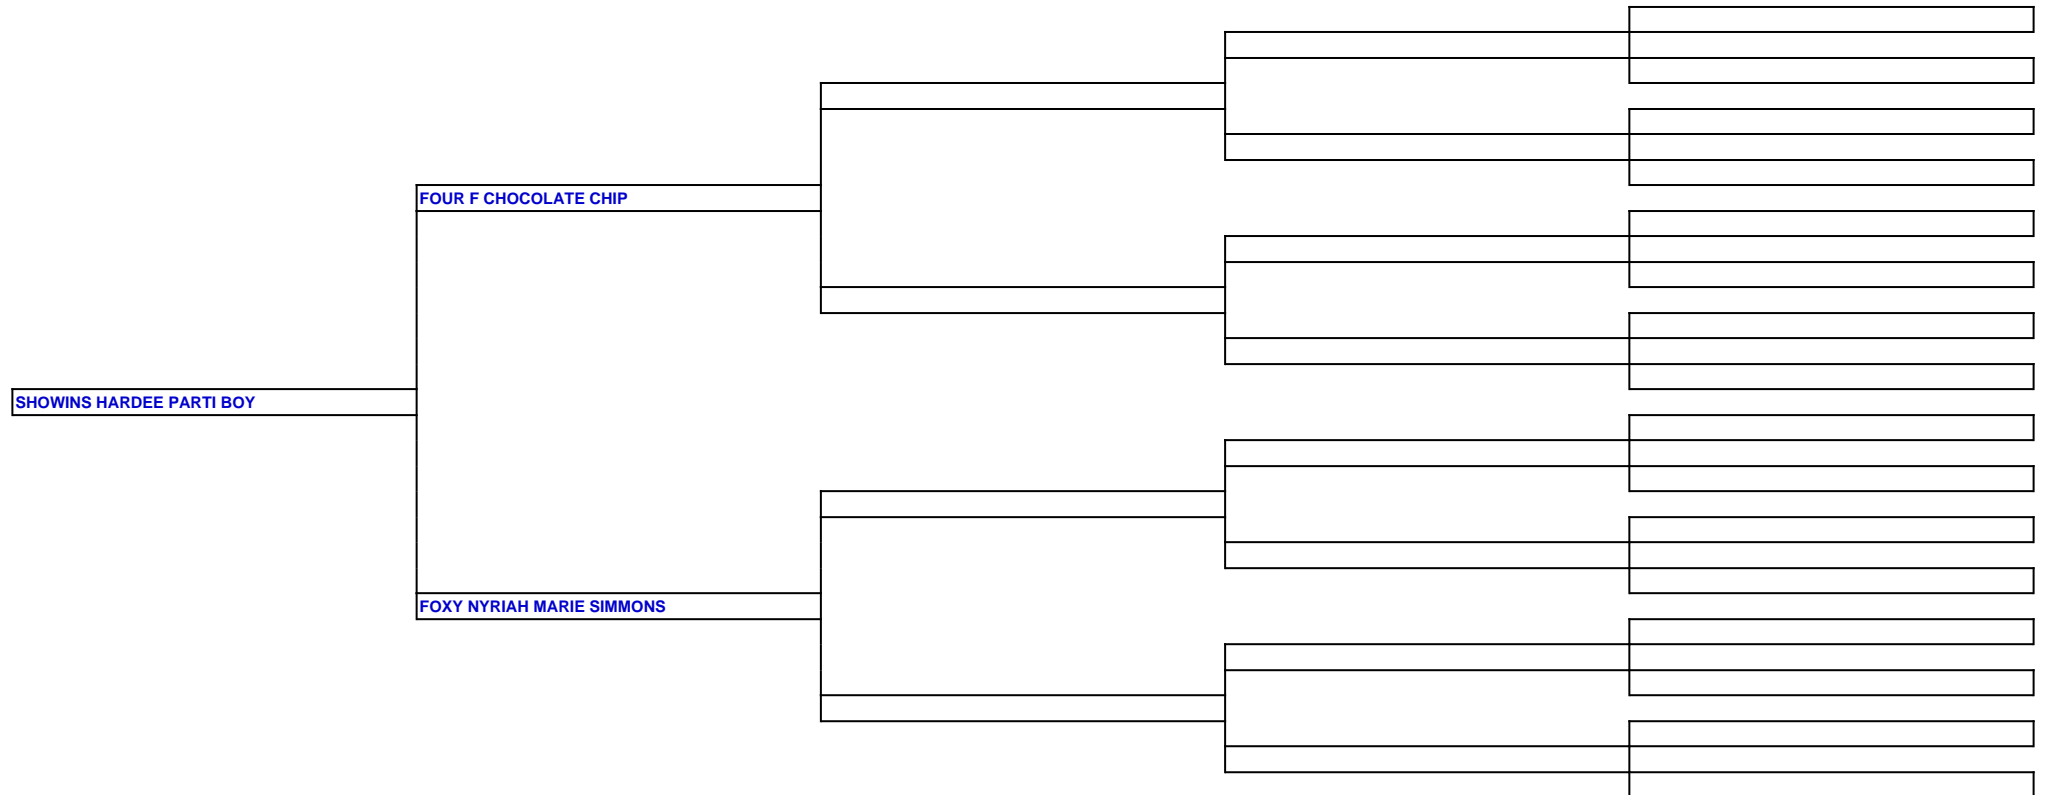 FOUR F CHOCOLATE CHIP
SHOWINS HARDEE PARTI BOY
FOXY NYRIAH MARIE SIMMONS